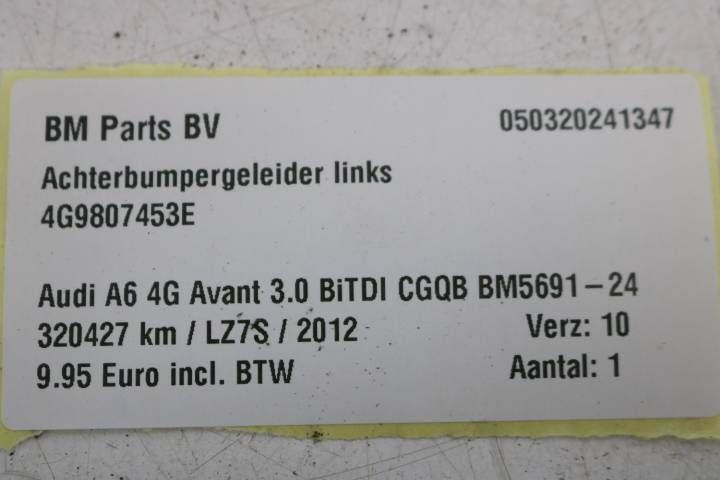 BM Parts BV 050320241347
Achterbumpergeleider links
4G9807453E
Audi A6 4G Avant 3.0 BiTDI CGQB BM5691-24
320427 km / LZ7S / 2012 Verz: 10
9.95 Euro incl. BTW Aantal: 1